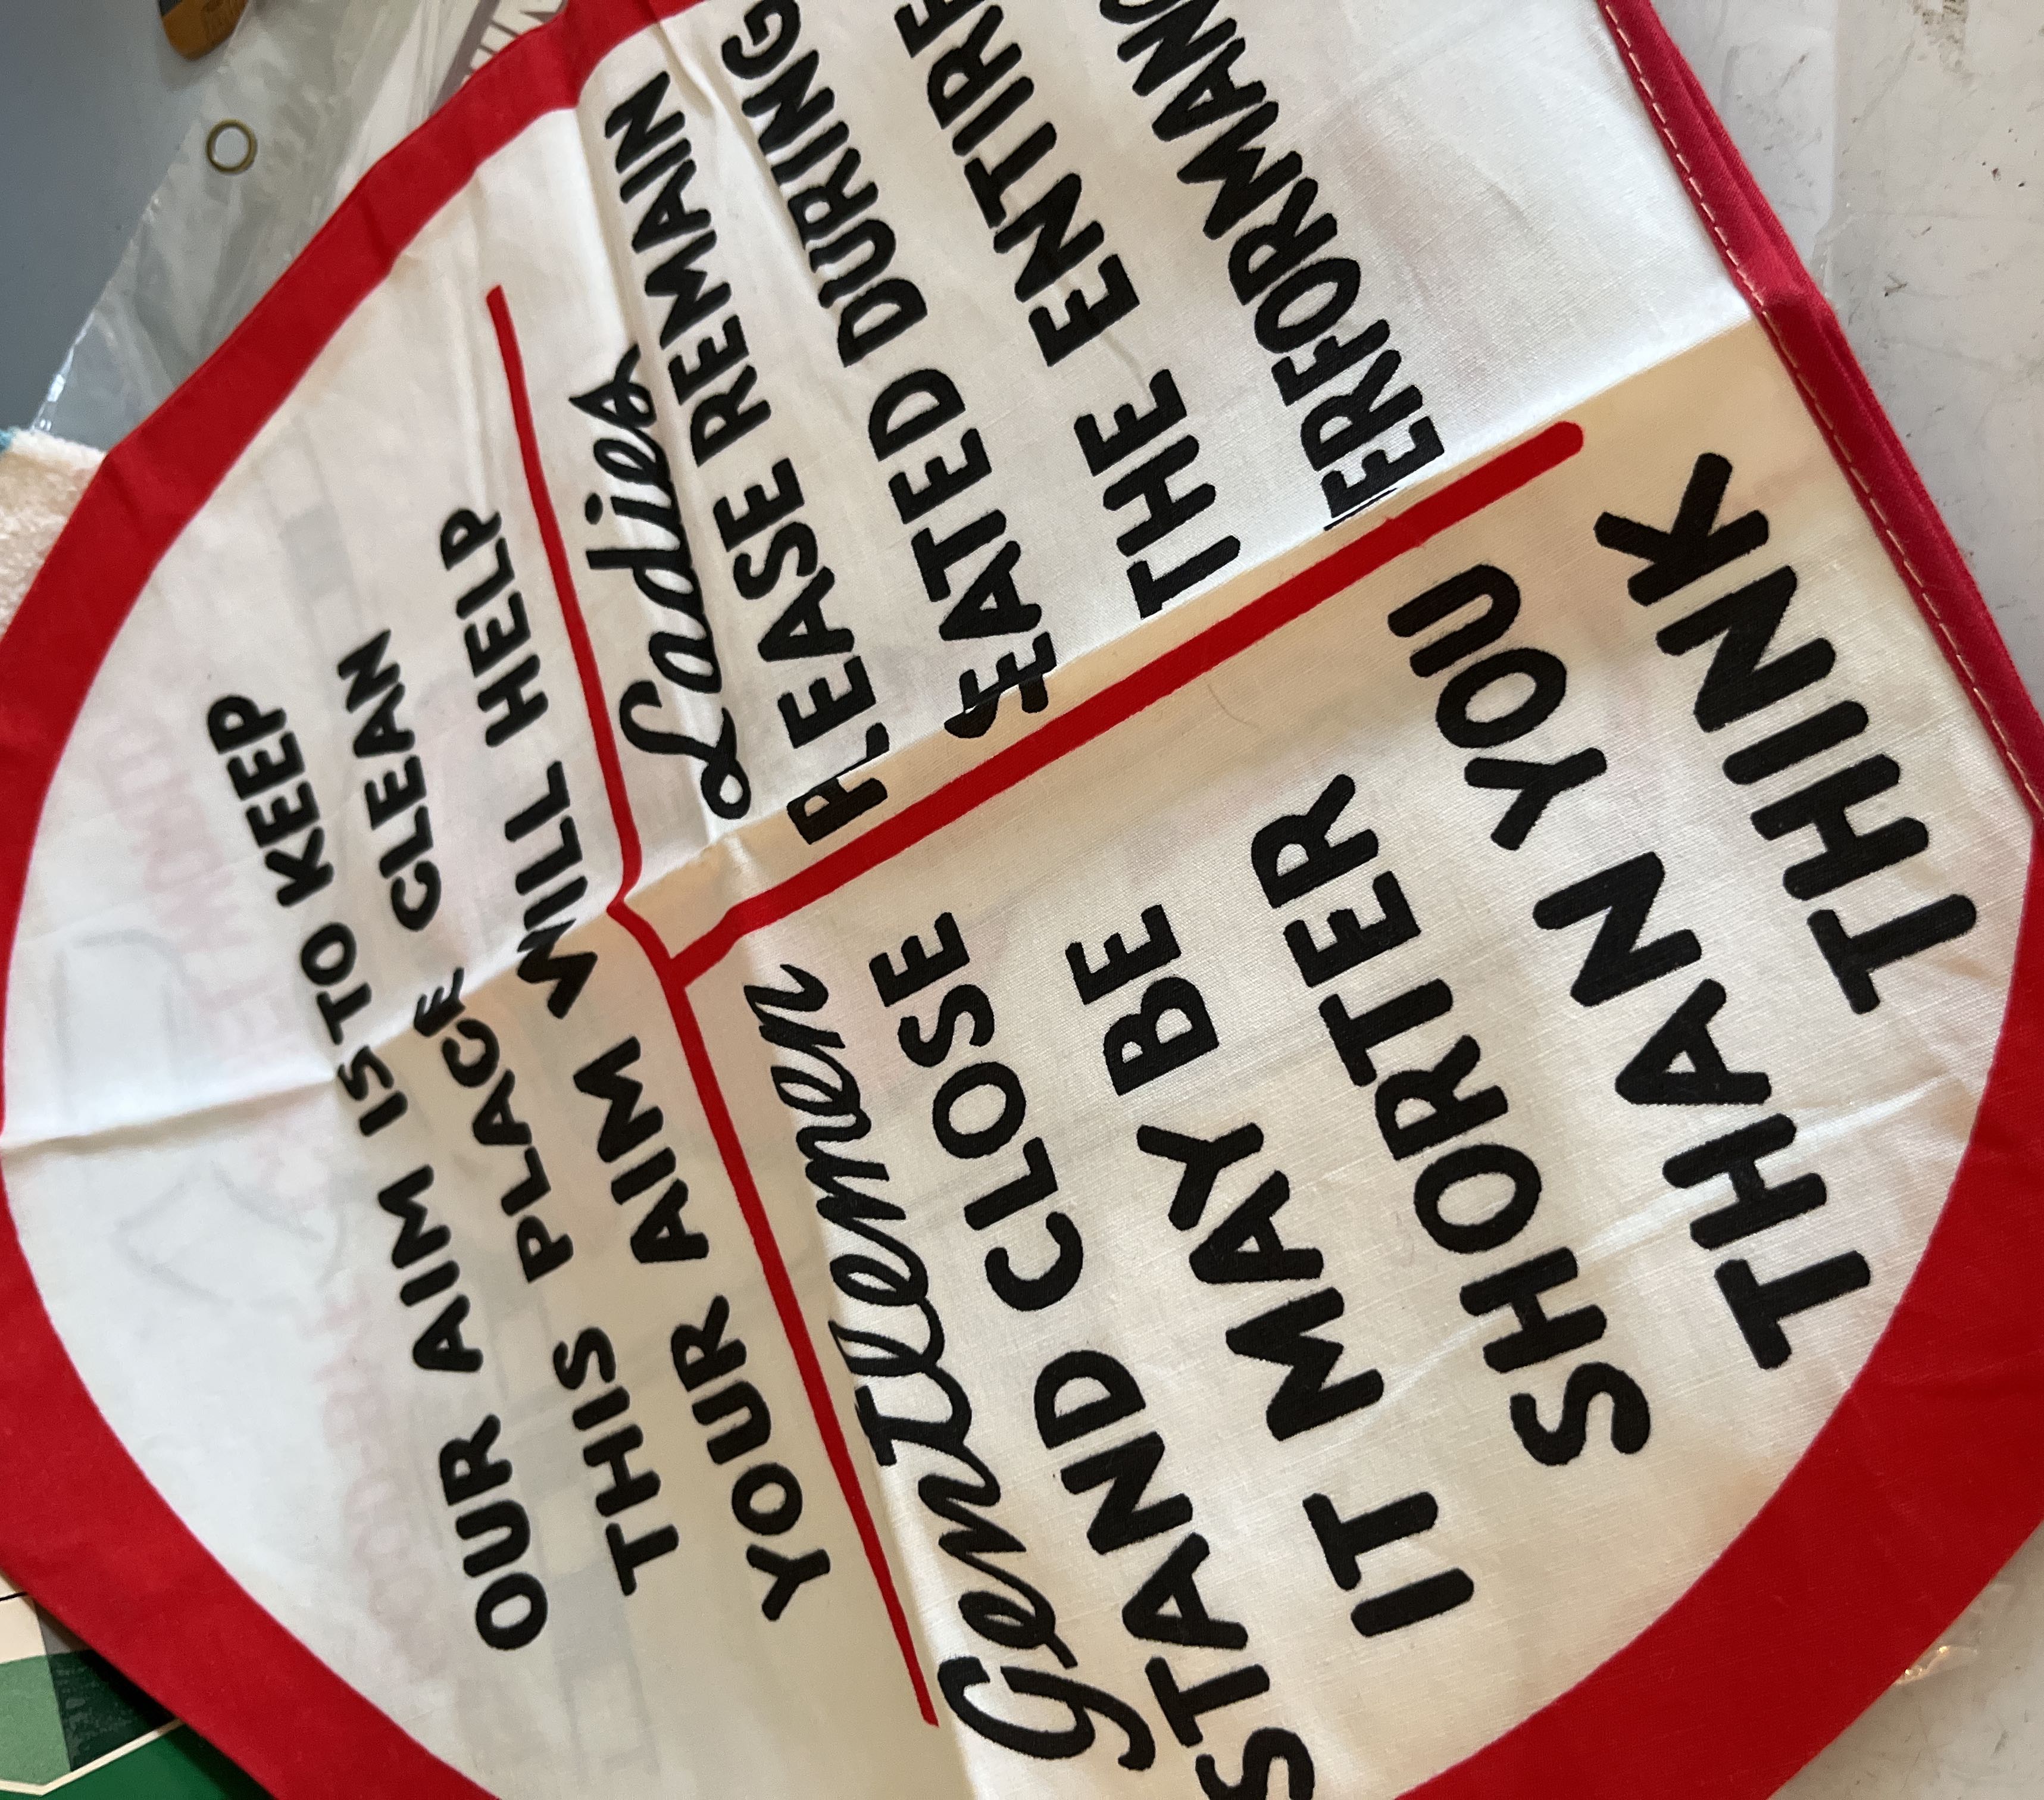 OUR AIM IS TO KEEP
THIS PLACE CLEAN
YOUR AIM WILL HELP
Gentlemen
STAND CLOSE
IT MAY BE
SHORTER
THAN YOU
THINK
Ladies
PLEASE REMAIN
SEATED DURING
THE ENTIRE
ERFORMANC